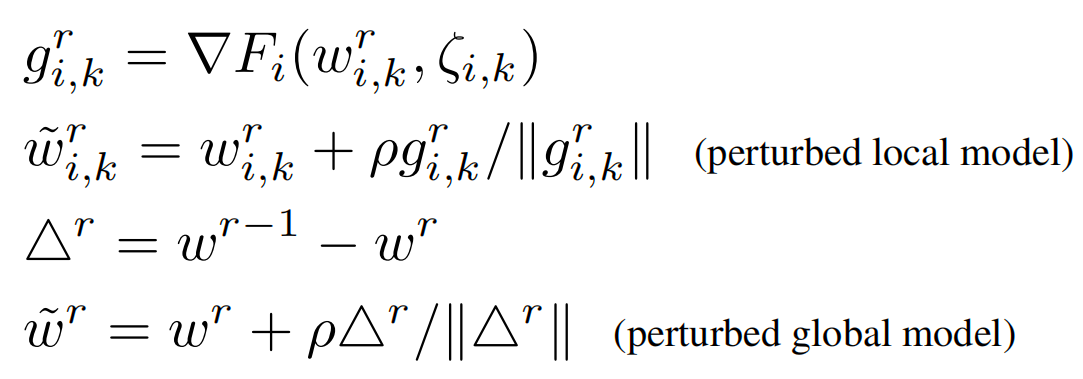 g^r_{i,k} = ∇F_i(w^r_{i,k}, ζ_{i,k})
w̃^r_{i,k} = w^r_{i,k} + ρg^r_{i,k}/‖g^r_{i,k}‖ (perturbed local model)
△^r = w^{r−1} − w^r
w̃^r = w^r + ρ△^r/‖△^r‖ (perturbed global model)